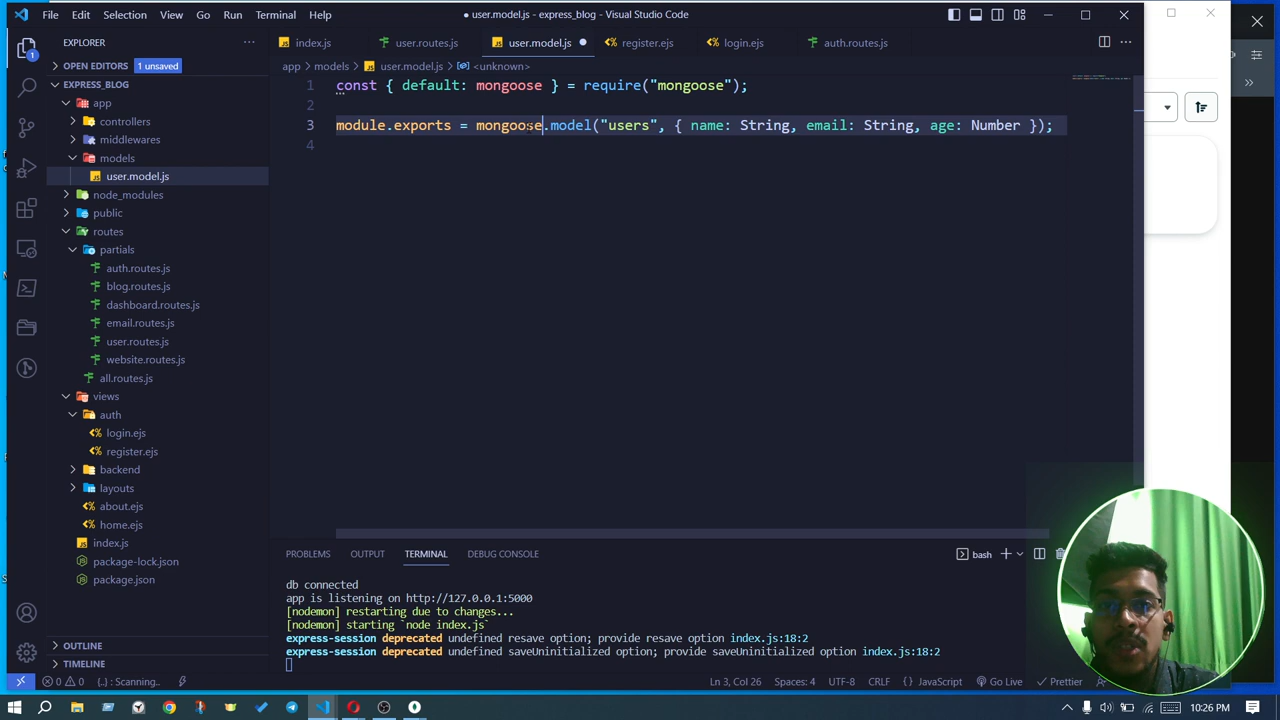 File Edit Selection View Go Run Terminal Help
● user.model.js - express_blog - Visual Studio Code
EXPLORER
index.js user.routes.js user.model.js register.ejs login.ejs auth.routes.js
OPEN EDITORS 1 unsaved
app > models > user.model.js > <unknown>
EXPRESS_BLOG
app
controllers
middlewares
models
user.model.js
node_modules
public
routes
partials
auth.routes.js
blog.routes.js
dashboard.routes.js
email.routes.js
user.routes.js
website.routes.js
all.routes.js
views
auth
login.ejs
register.ejs
backend
layouts
about.ejs
home.ejs
index.js
package-lock.json
package.json
OUTLINE
TIMELINE
1 const { default: mongoose } = require("mongoose");
2
3 module.exports = mongoose.model("users", { name: String, email: String, age: Number });
4
PROBLEMS OUTPUT TERMINAL DEBUG CONSOLE
bash
db connected
app is listening on http://127.0.0.1:5000
[nodemon] restarting due to changes...
[nodemon] starting `node index.js`
express-session deprecated undefined resave option; provide resave option index.js:18:2
express-session deprecated undefined saveUninitialized option; provide saveUninitialized option index.js:18:2
0 0 {..} : Scanning.. Ln 3, Col 26 Spaces: 4 UTF-8 CRLF {} JavaScript Go Live Prettier
10:26 PM